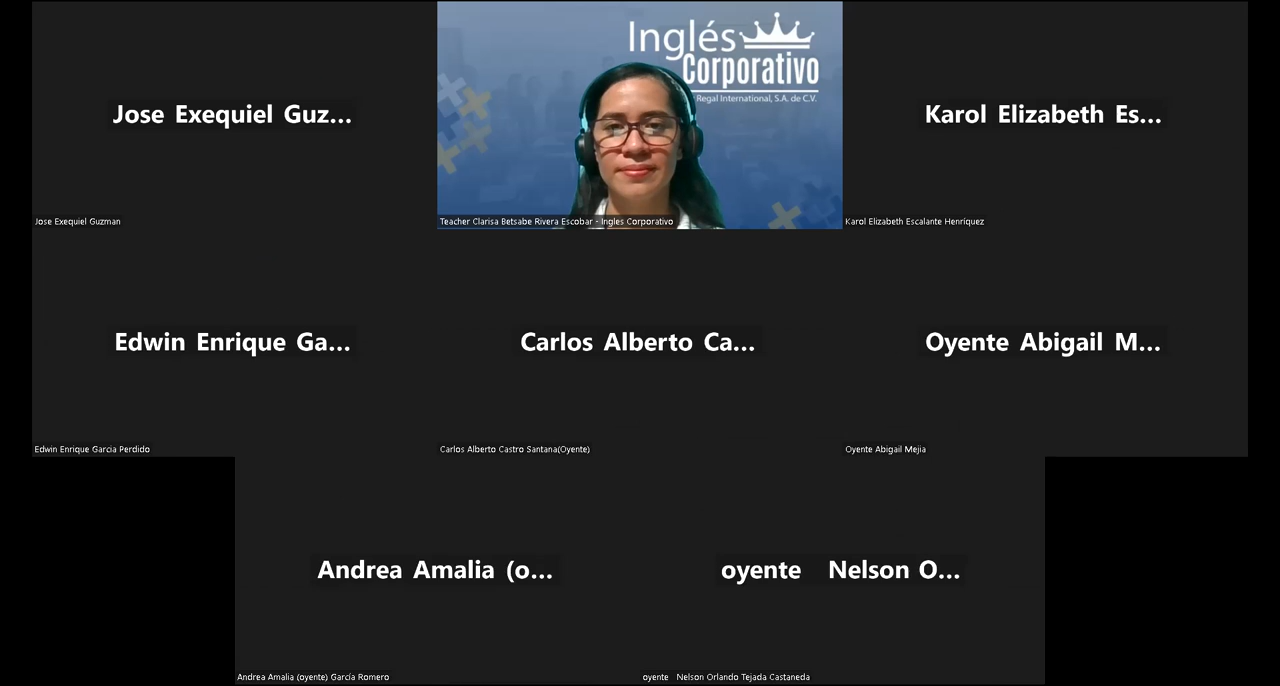 Jose Exequiel Guz...
Jose Exequiel Guzman
Inglés
Corporativo
Regal International, S.A. de C.V.
Teacher Clarisa Betsabe Rivera Escobar - Ingles Corporativo
Karol Elizabeth Es...
Karol Elizabeth Escalante Henríquez
Edwin Enrique Ga...
Edwin Enrique Garcia Perdido
Carlos Alberto Ca...
Carlos Alberto Castro Santana(Oyente)
Oyente Abigail M...
Oyente Abigail Mejia
Andrea Amalia (o...
Andrea Amalia (oyente) García Romero
oyente Nelson O...
oyente Nelson Orlando Tejada Castaneda